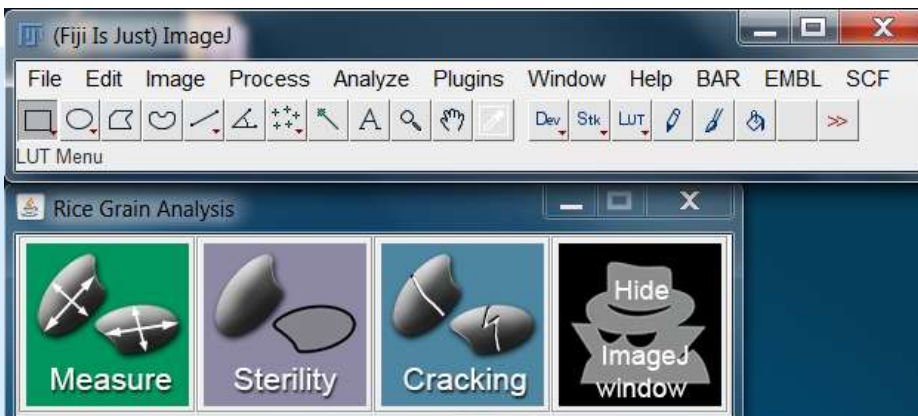 (Fiji Is Just) ImageJ
File Edit Image Process Analyze Plugins Window Help BAR EMBL SCF
A Dev Stk LUT >>
LUT Menu
Rice Grain Analysis
Measure Sterility Cracking Hide ImageJ window